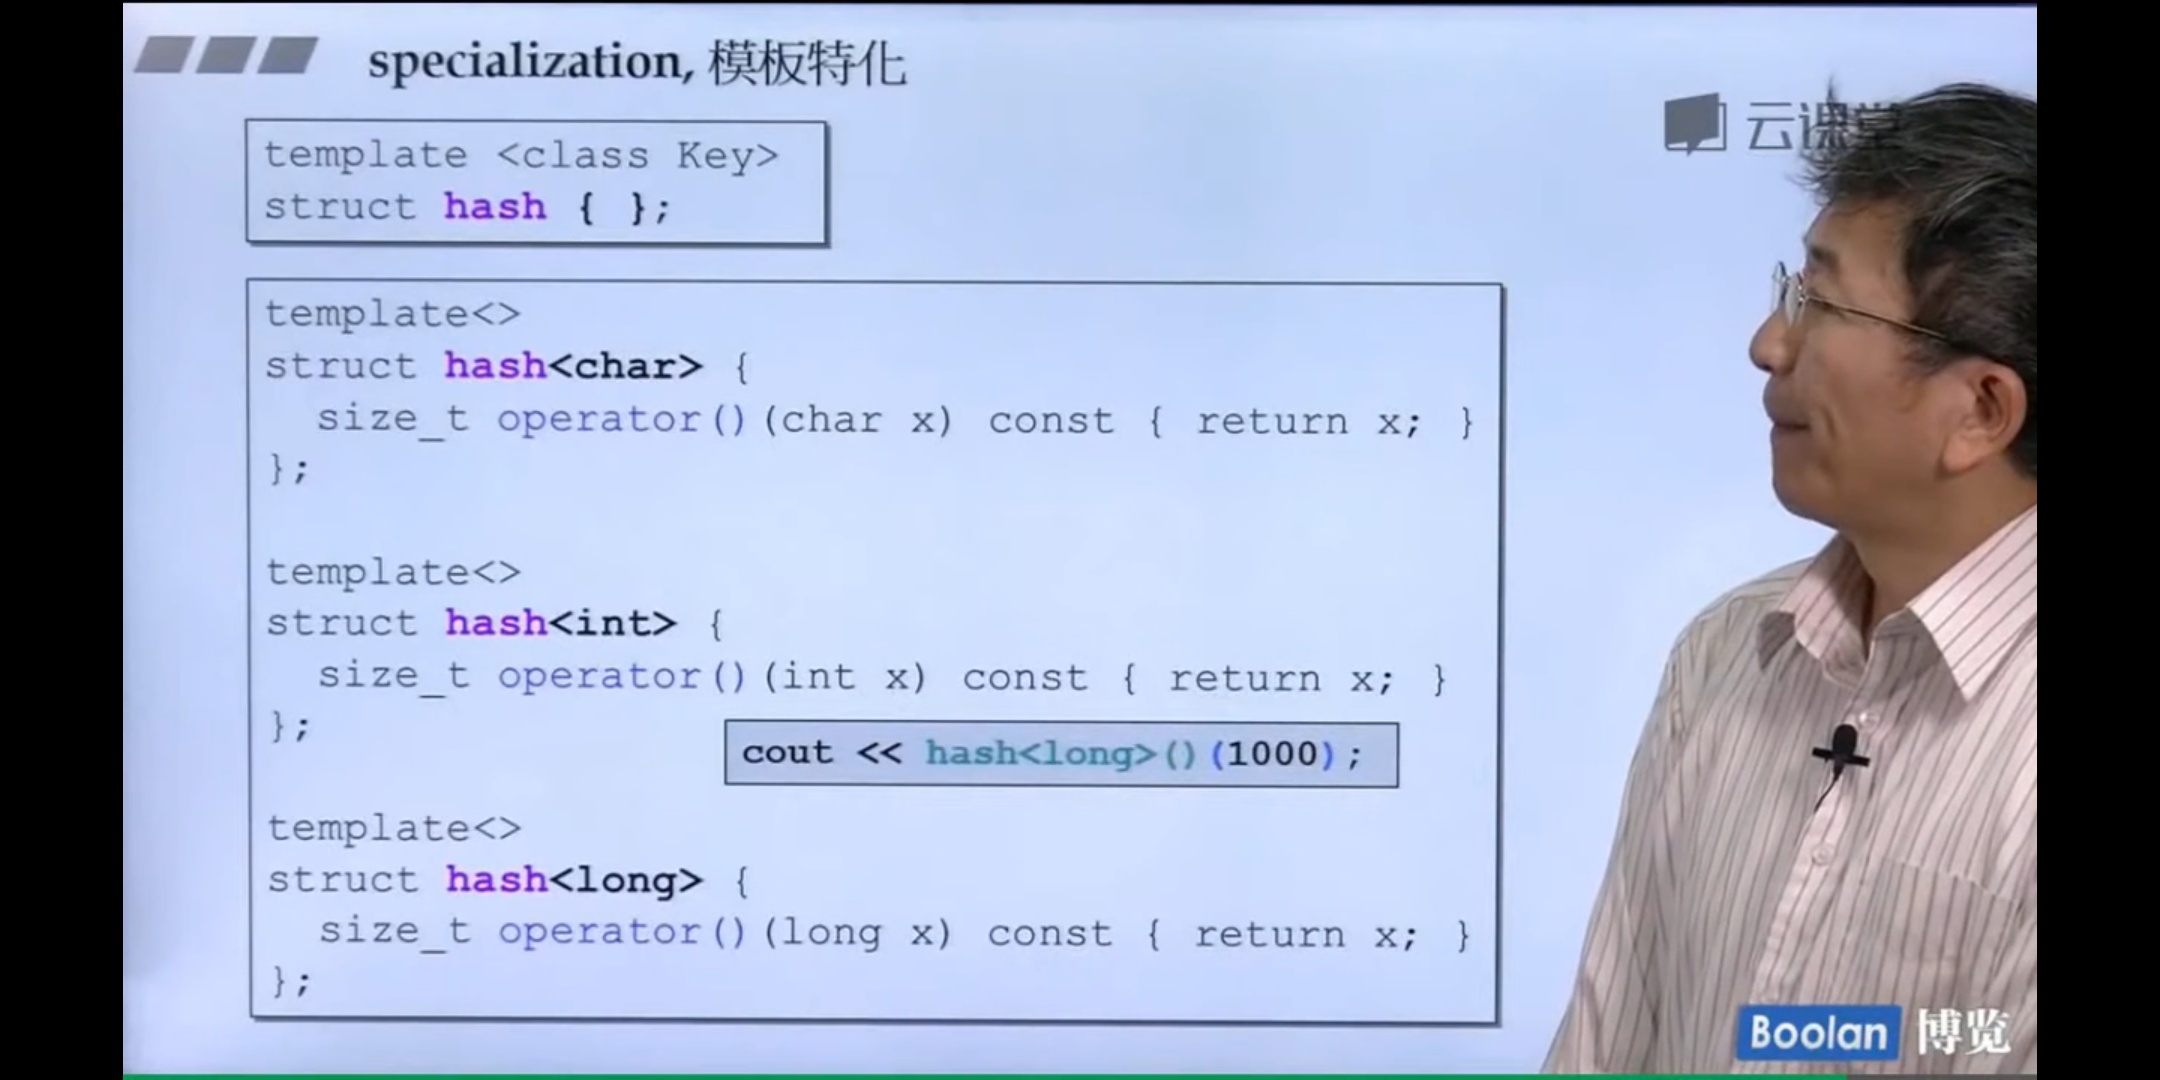 specialization, 模板特化
云课堂
template <class Key>
struct hash { };
template<>
struct hash<char> {
size_t operator()(char x) const { return x; }
};
template<>
struct hash<int> {
size_t operator()(int x) const { return x; }
};
cout << hash<long>()(1000);
template<>
struct hash<long> {
size_t operator()(long x) const { return x; }
};
Boolan 博览